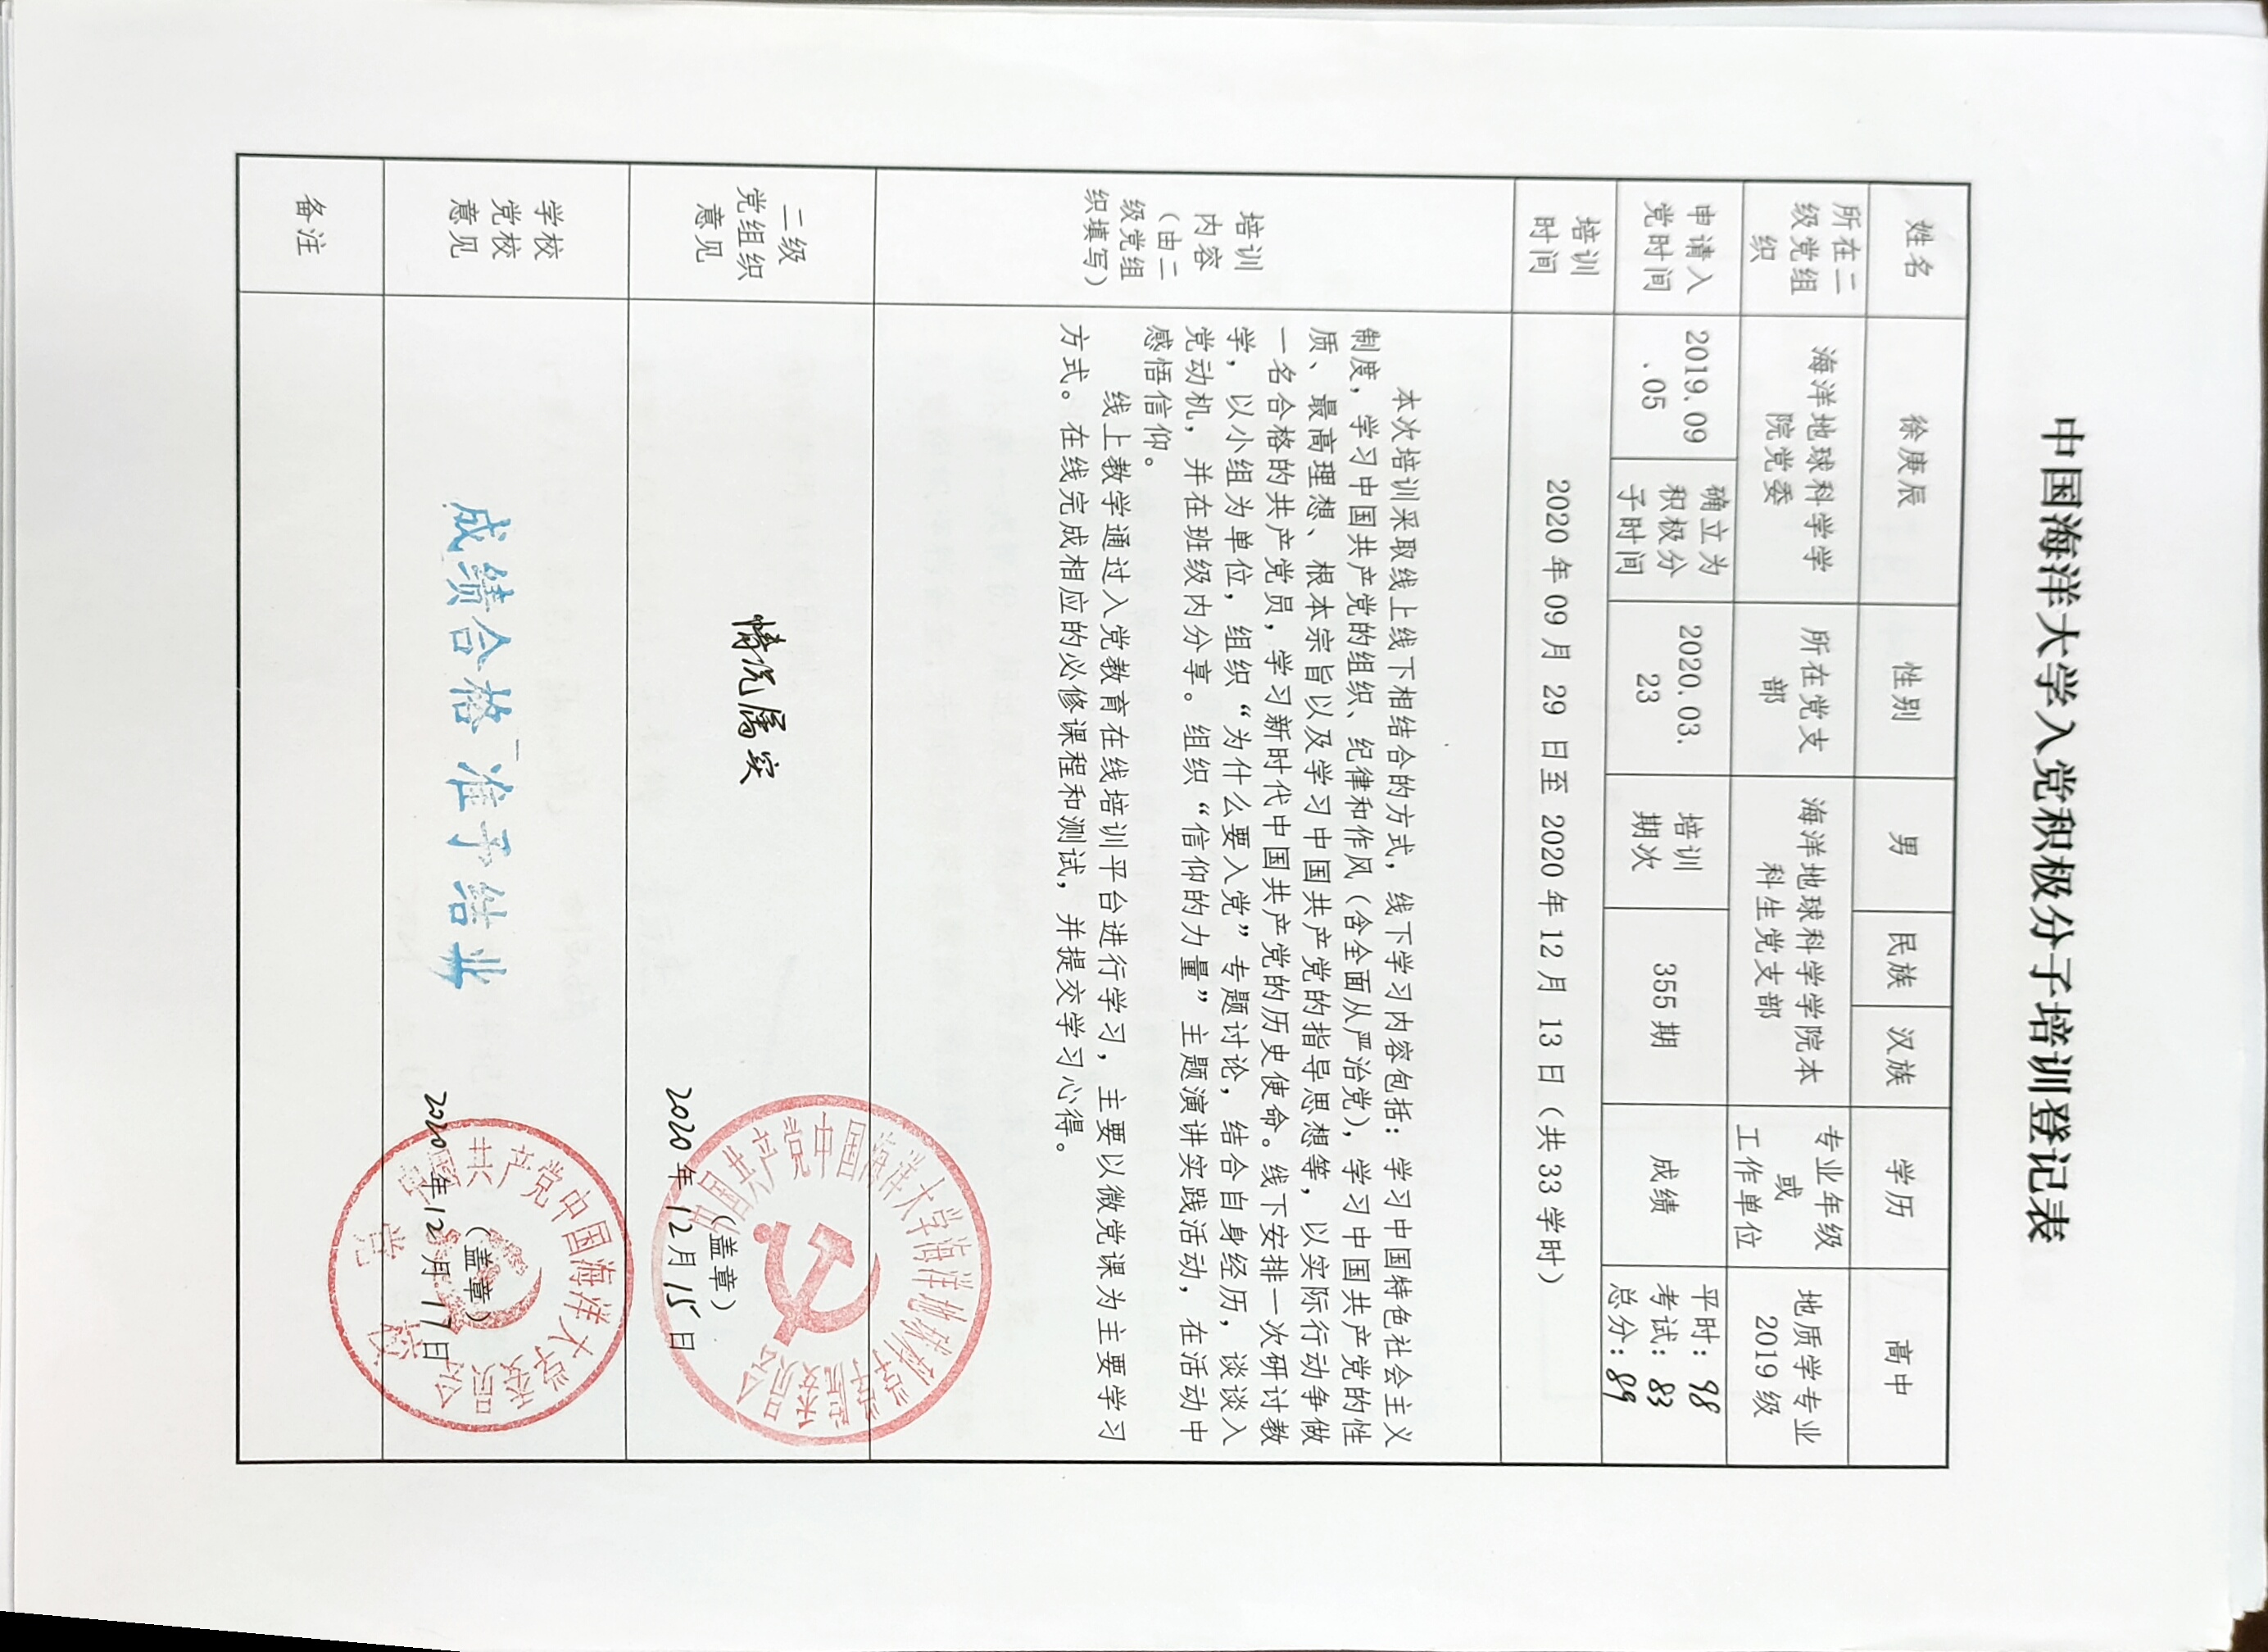 中国海洋大学入党积极分子培训登记表
姓名 徐庚辰 性别 男 民族 汉族 学历 高中
所在二
级党组
织
海洋地球科学学
院党委
所在党支
部
海洋地球科学学院本
科生党支部
专业年级
或
工作单位
地质学专业
2019 级
申请入
党时间
2019.09
.05
确立为
积极分
子时间
2020.03.
23
培训
期次
355 期
成绩
平时：98
考试：83
总分：89
培训
时间
2020 年 09 月 29 日至 2020 年 12 月 13 日（共 33 学时）
培训
内容
（由二
级党组
织填写）
本次培训采取线上线下相结合的方式，线下学习内容包括：学习中国特色社会主义
制度，学习中国共产党的组织、纪律和作风（含全面从严治党），学习中国共产党的性
质、最高理想、根本宗旨以及学习中国共产党的指导思想等，以实际行动争做
一名合格的共产党员，学习新时代中国共产党的历史使命。线下安排一次研讨教
学，以小组为单位，组织“为什么要入党”专题讨论，结合自身经历，谈谈入
党动机，并在班级内分享。组织“信仰的力量”主题演讲实践活动，在活动中
感悟信仰。
线上教学通过入党教育在线培训平台进行学习，主要以微党课为主要学习
方式。在线完成相应的必修课程和测试，并提交学习心得。
二级
党组织
意见
情况属实
中国共产党中国海洋大学海洋地球科学学院委员会
（盖章）
2020 年 12 月 15 日
学校
党校
意见
成绩合格 准予结业
中国共产党中国海洋大学委员会
（盖章）
2020 年 12 月 17 日
党 校
备注